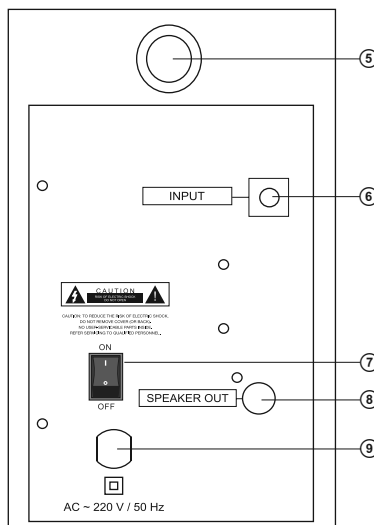 5
INPUT
6
CAUTION
RISK OF ELECTRIC SHOCK
DO NOT OPEN
CAUTION: TO REDUCE THE RISK OF ELECTRIC SHOCK,
DO NOT REMOVE COVER (OR BACK).
NO USER-SERVICEABLE PARTS INSIDE.
REFER SERVICING TO QUALIFIED PERSONNEL.
ON
I
7
O
OFF
SPEAKER OUT
8
9
AC ~ 220 V / 50 Hz